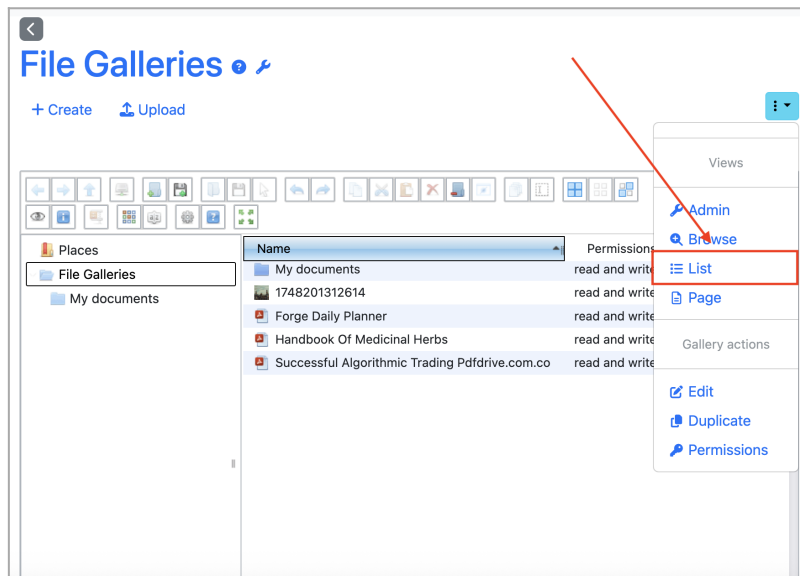 File Galleries
+ Create Upload
Views
Admin
Browse
List
Page
Gallery actions
Edit
Duplicate
Permissions
Places
File Galleries
My documents
Name Permissions
My documents read and write
1748201312614 read and write
Forge Daily Planner read and write
Handbook Of Medicinal Herbs read and write
Successful Algorithmic Trading Pdfdrive.com.co read and write